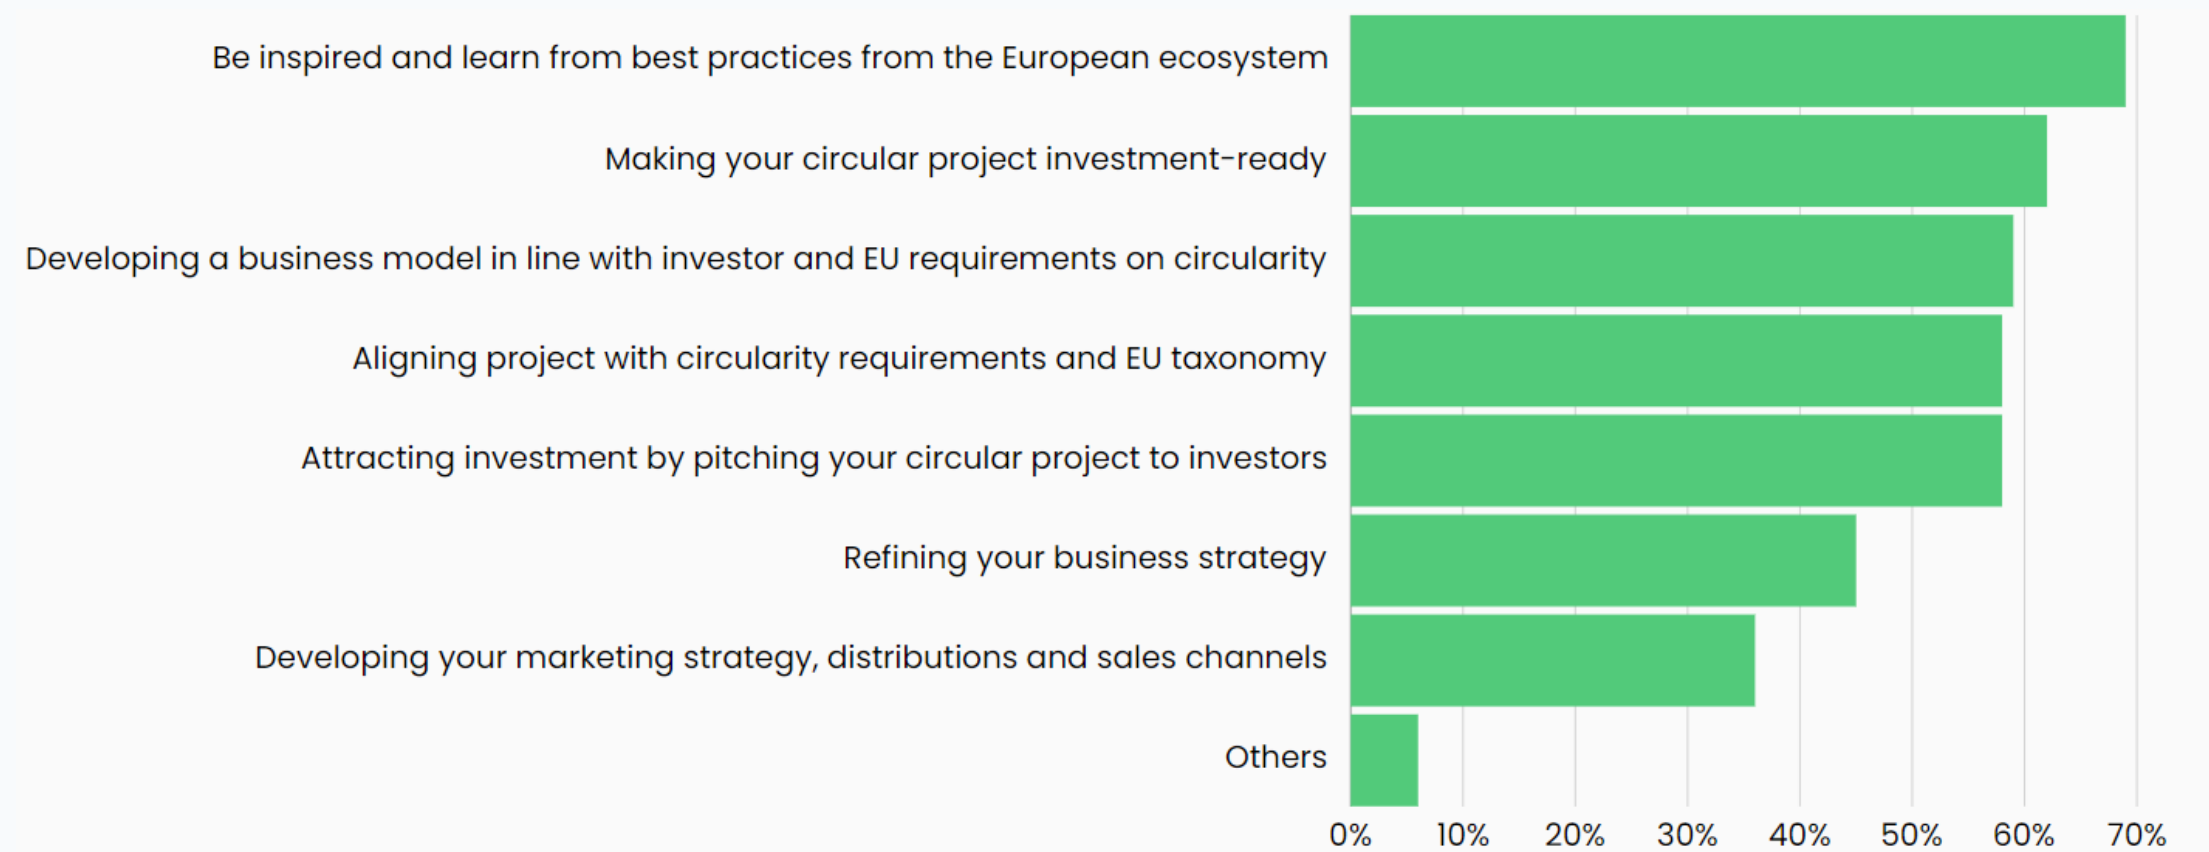 Be inspired and learn from best practices from the European ecosystem
Making your circular project investment-ready
Developing a business model in line with investor and EU requirements on circularity
Aligning project with circularity requirements and EU taxonomy
Attracting investment by pitching your circular project to investors
Refining your business strategy
Developing your marketing strategy, distributions and sales channels
Others
0% 10% 20% 30% 40% 50% 60% 70%